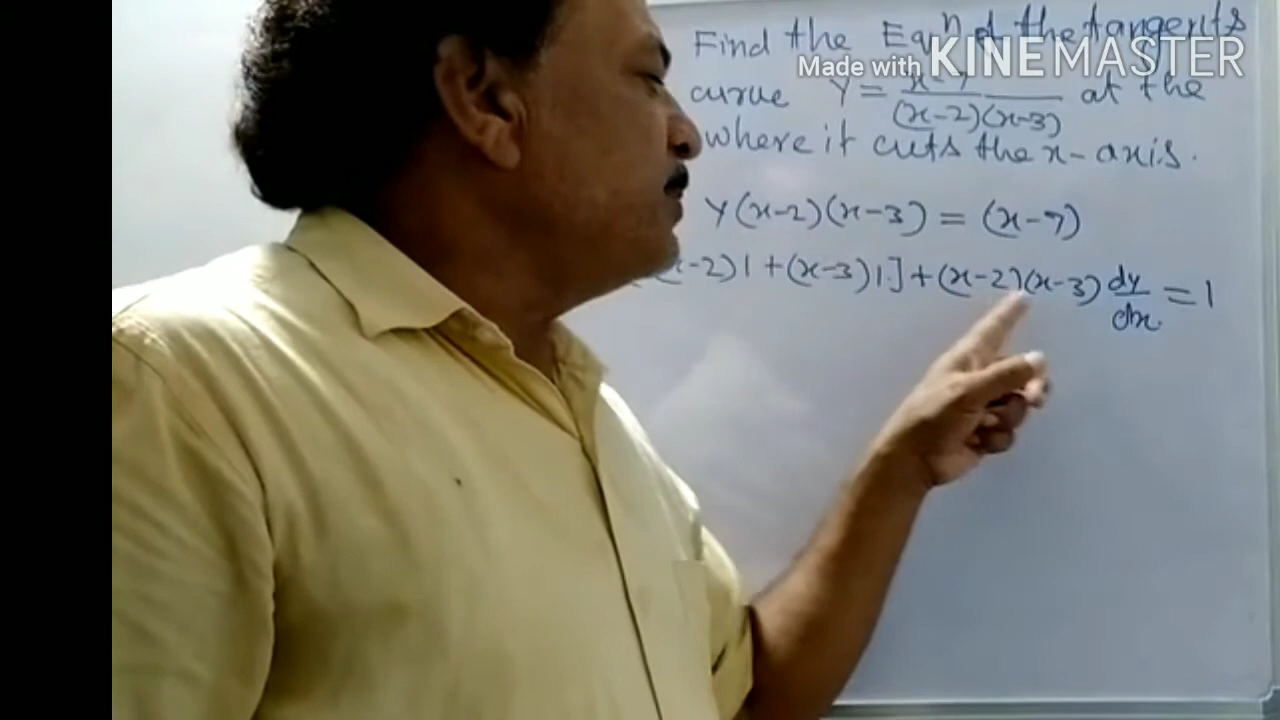 Find the Eqn of the tangents
Made with KINEMASTER
curve Y = x-7/(x-2)(x-3) at the
where it cuts the x-axis.
Y(x-2)(x-3) = (x-7)
x-2)1+(x-3)1.]+(x-2)(x-3) dy/dx = 1